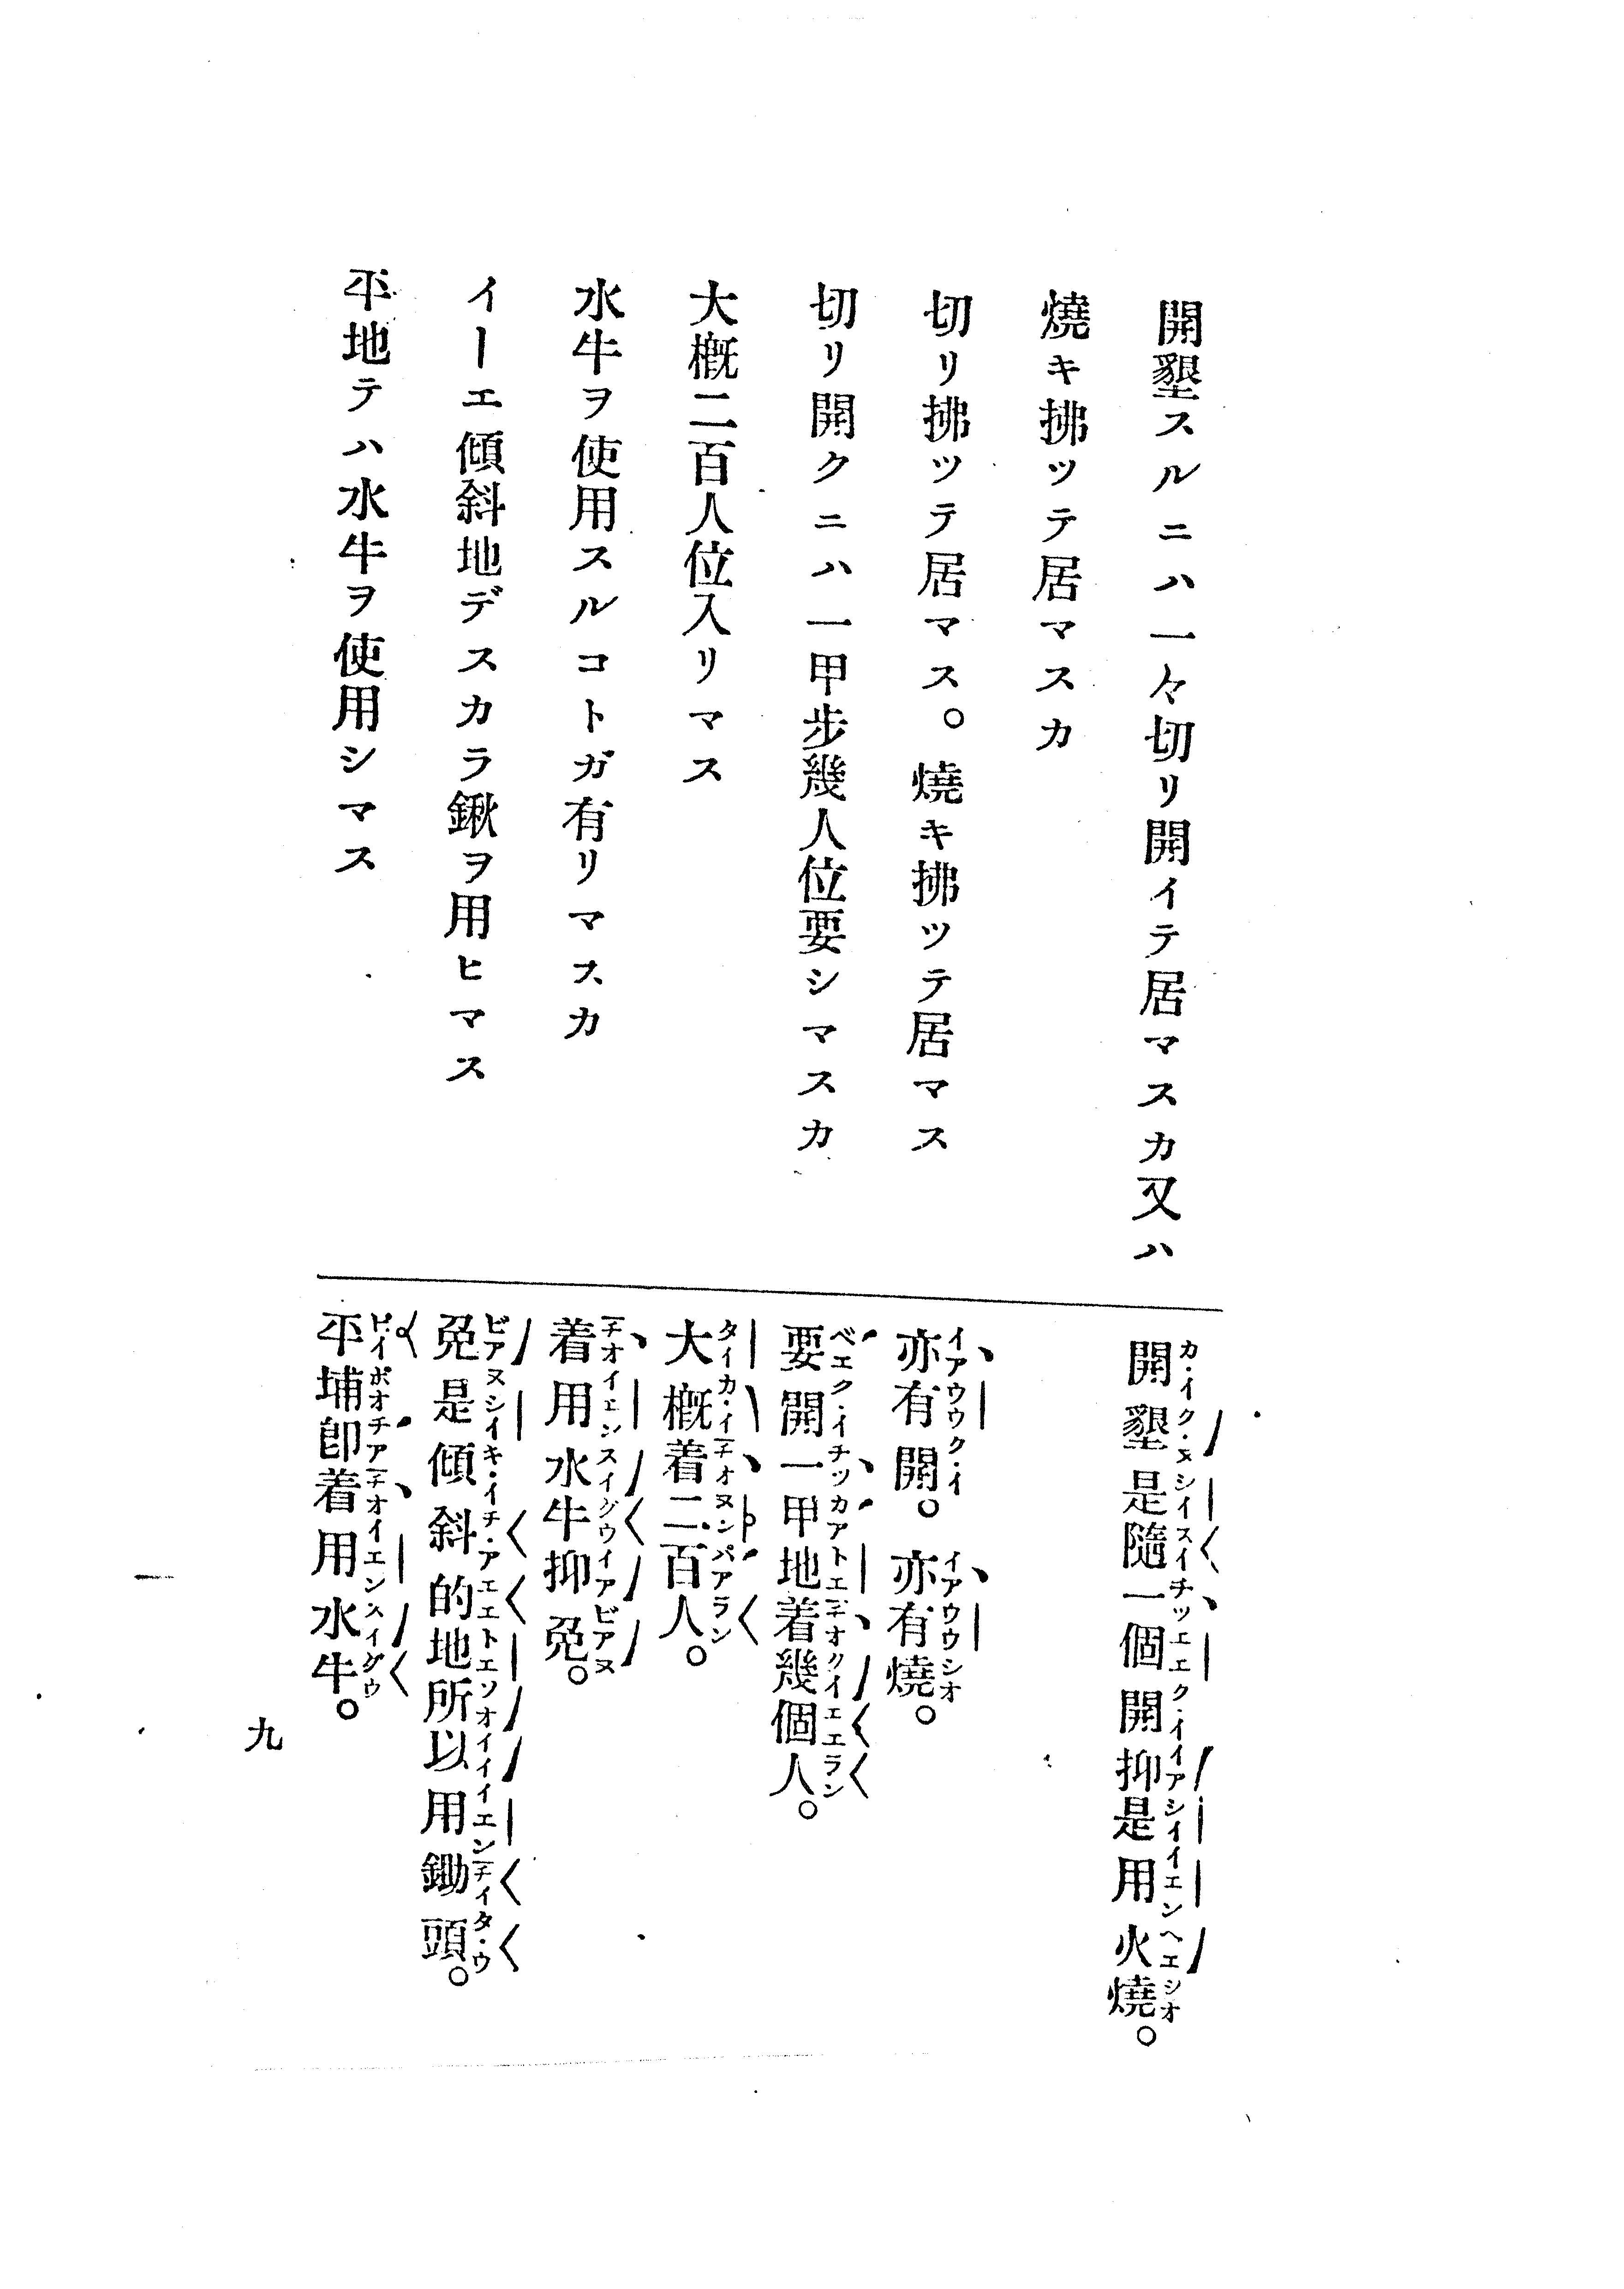 開墾スルニハ一々切リ開イテ居マスカ又ハ
燒キ拂ッテ居マスカ
切リ拂ッテ居マス。燒キ拂ッテ居マス
切リ開クニハ一甲步幾人位要シマスカ
大概二百人位入リマス
水牛ヲ使用スルコトガ有リマスカ
イーエ傾斜地デスカラ鍬ヲ用ヒマス
平地テハ水牛ヲ使用シマス
開墾是隨一個開抑是用火燒。
亦有開。亦有燒。
要開一甲地着幾個人。
大概着二百人。
着用水牛抑免。
免是傾斜的地所以用鋤頭。
平埔卽着用水牛。
九